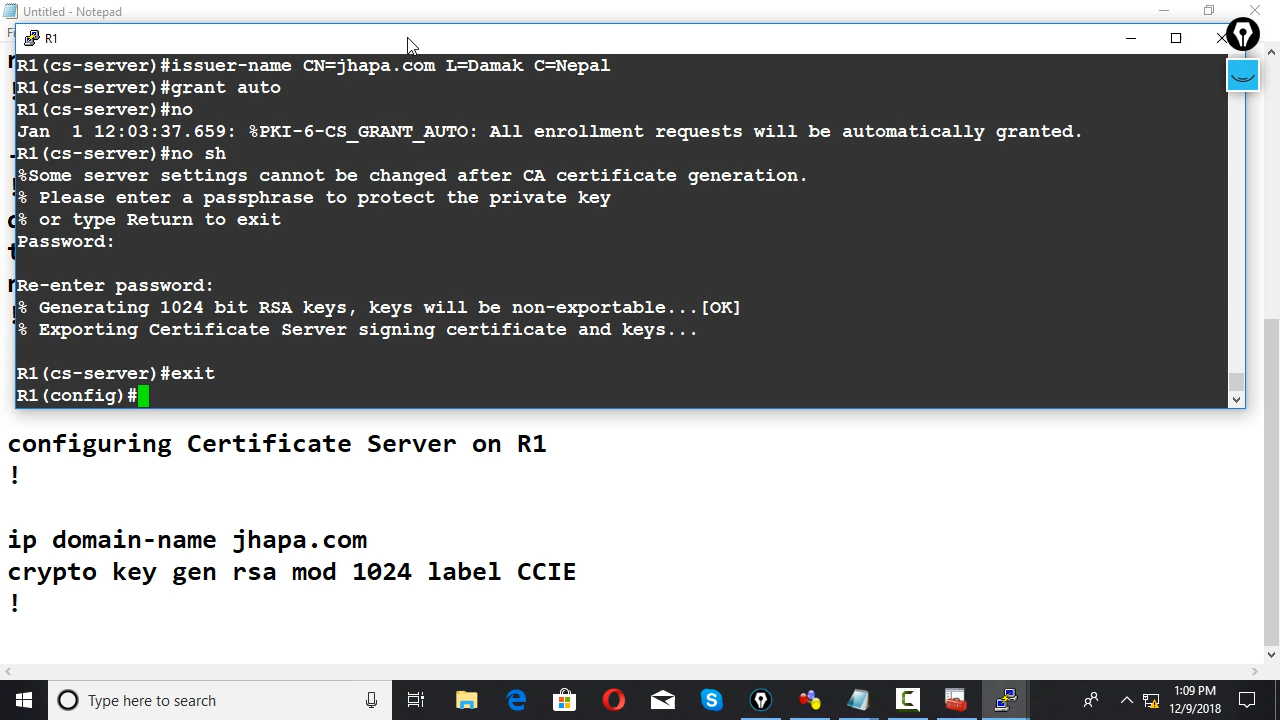 Untitled - Notepad
R1
R1(cs-server)#issuer-name CN=jhapa.com L=Damak C=Nepal
R1(cs-server)#grant auto
R1(cs-server)#no
Jan  1 12:03:37.659: %PKI-6-CS_GRANT_AUTO: All enrollment requests will be automatically granted.
R1(cs-server)#no sh
%Some server settings cannot be changed after CA certificate generation.
% Please enter a passphrase to protect the private key
% or type Return to exit
Password:
Re-enter password:
% Generating 1024 bit RSA keys, keys will be non-exportable...[OK]
% Exporting Certificate Server signing certificate and keys...
R1(cs-server)#exit
R1(config)#
configuring Certificate Server on R1
!
ip domain-name jhapa.com
crypto key gen rsa mod 1024 label CCIE
!
Type here to search
1:09 PM
12/9/2018